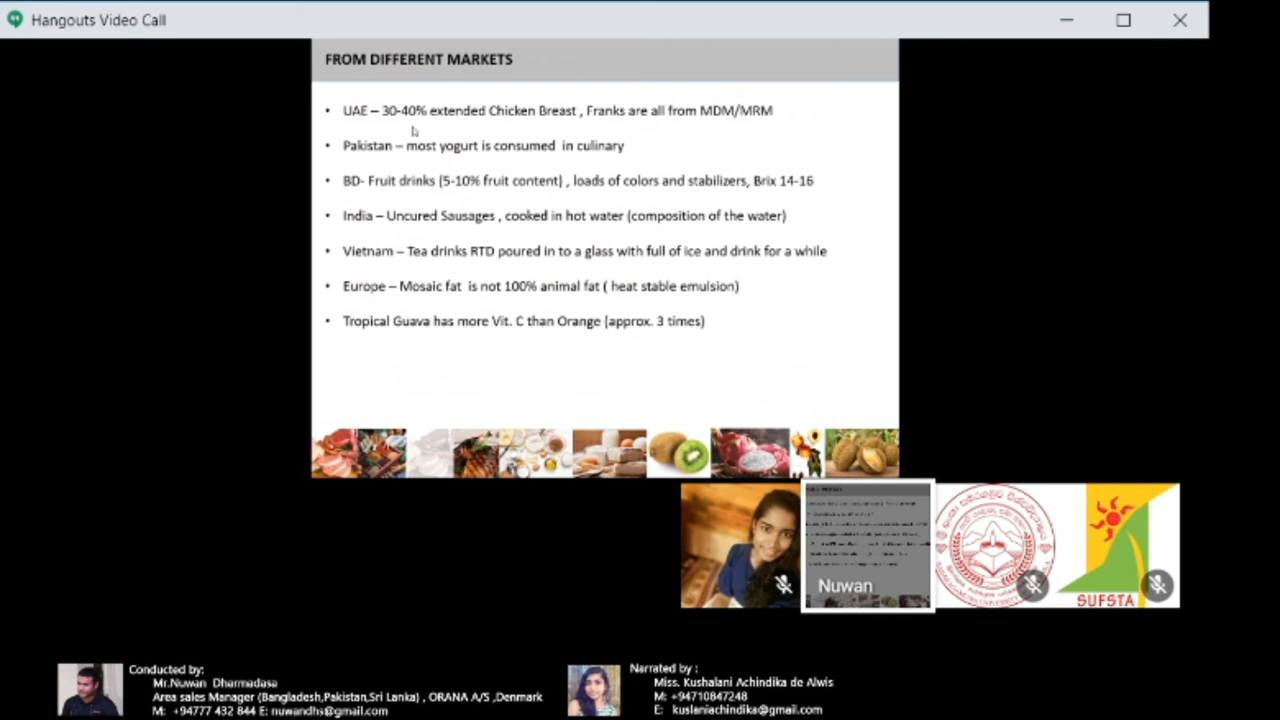 Hangouts Video Call
FROM DIFFERENT MARKETS
• UAE – 30-40% extended Chicken Breast , Franks are all from MDM/MRM
• Pakistan – most yogurt is consumed in culinary
• BD- Fruit drinks (5-10% fruit content) , loads of colors and stabilizers, Brix 14-16
• India – Uncured Sausages , cooked in hot water (composition of the water)
• Vietnam – Tea drinks RTD poured in to a glass with full of ice and drink for a while
• Europe – Mosaic fat is not 100% animal fat ( heat stable emulsion)
• Tropical Guava has more Vit. C than Orange (approx. 3 times)
Nuwan
SUFSTA
Conducted by:
Mr.Nuwan Dharmadasa
Area sales Manager (Bangladesh,Pakistan,Sri Lanka) , ORANA A/S ,Denmark
M: +94777 432 844 E: nuwandhs@gmail.com
Narrated by :
Miss. Kushalani Achindika de Alwis
M: +94710847248
E: kuslaniachindika@gmail.com